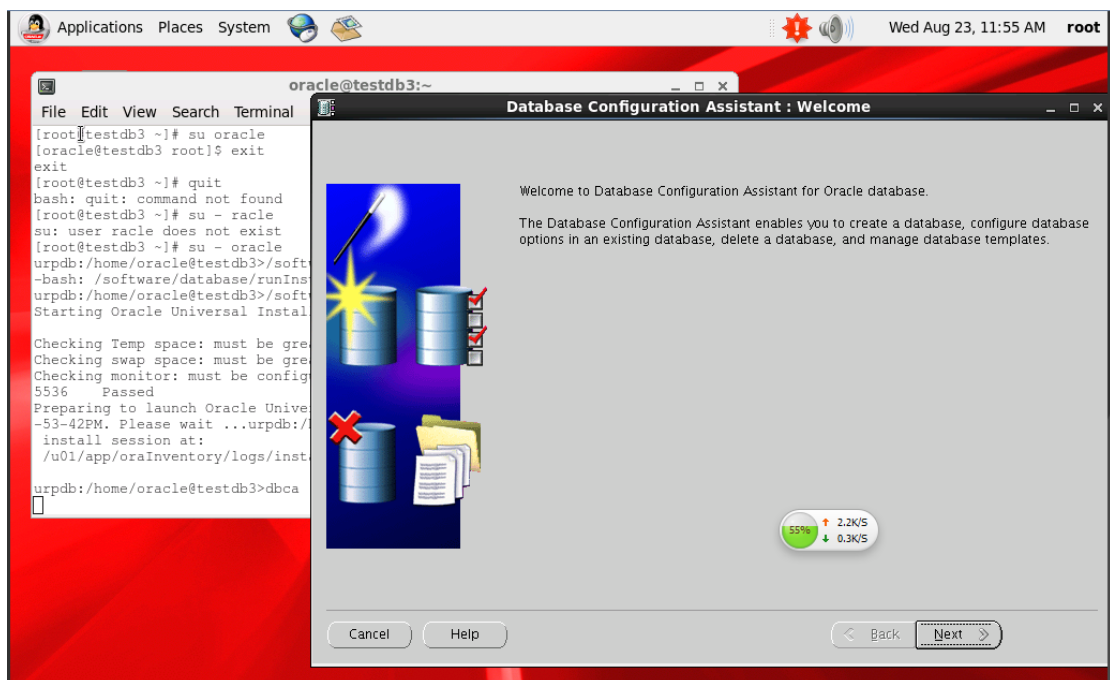 Applications Places System Wed Aug 23, 11:55 AM root
oracle@testdb3:~
File Edit View Search Terminal
[root@testdb3 ~]# su oracle
[oracle@testdb3 root]$ exit
exit
[root@testdb3 ~]# quit
bash: quit: command not found
[root@testdb3 ~]# su - racle
su: user racle does not exist
[root@testdb3 ~]# su - oracle
urpdb:/home/oracle@testdb3>/soft
-bash: /software/database/runIns
urpdb:/home/oracle@testdb3>/soft
Starting Oracle Universal Instal
Checking Temp space: must be gre
Checking swap space: must be gre
Checking monitor: must be config
5536 Passed
Preparing to launch Oracle Unive
-53-42PM. Please wait ...urpdb:/
install session at:
/u01/app/oraInventory/logs/inst
urpdb:/home/oracle@testdb3>dbca
Database Configuration Assistant : Welcome
Welcome to Database Configuration Assistant for Oracle database.
The Database Configuration Assistant enables you to create a database, configure database
options in an existing database, delete a database, and manage database templates.
55% 2.2K/S
0.3K/S
Cancel Help Back Next